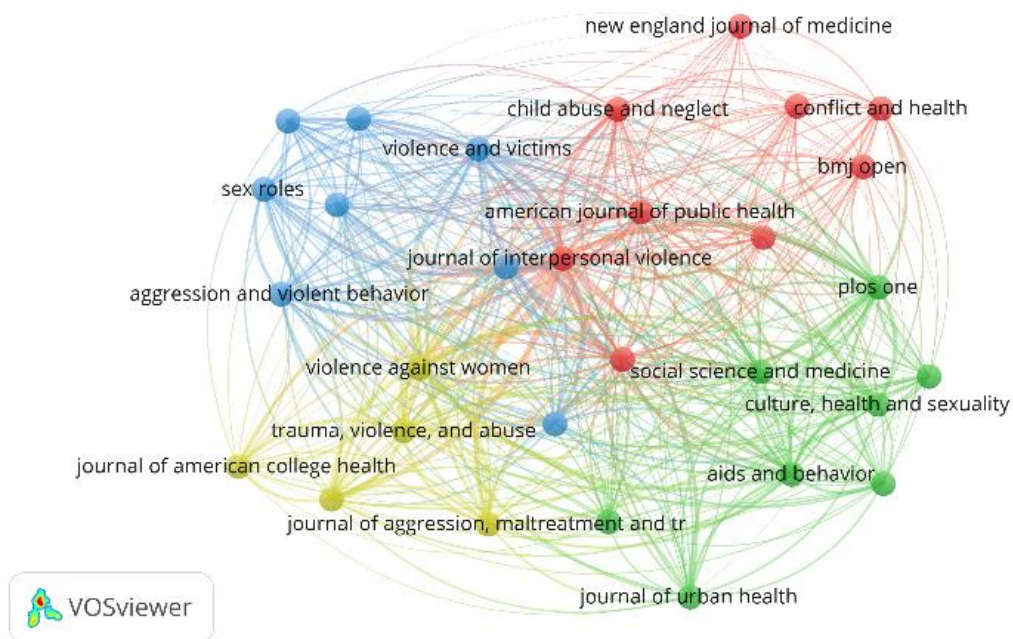 new england journal of medicine
child abuse and neglect
conflict and health
violence and victims
bmj open
sex roles
american journal of public health
journal of interpersonal violence
plos one
aggression and violent behavior
violence against women
social science and medicine
culture, health and sexuality
trauma, violence, and abuse
journal of american college health
aids and behavior
journal of aggression, maltreatment and tr
journal of urban health
VOSviewer